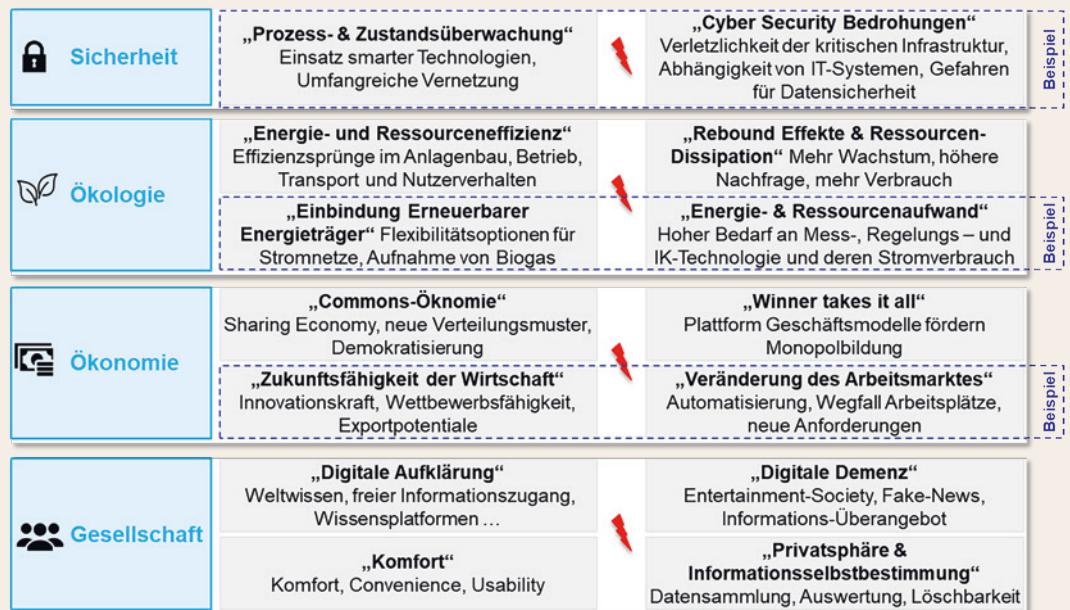 Sicherheit
„Prozess- & Zustandsüberwachung“
Einsatz smarter Technologien,
Umfangreiche Vernetzung
„Cyber Security Bedrohungen“
Verletzlichkeit der kritischen Infrastruktur,
Abhängigkeit von IT-Systemen, Gefahren
für Datensicherheit
Beispiel
Ökologie
„Energie- und Ressourceneffizienz“
Effizienzsprünge im Anlagenbau, Betrieb,
Transport und Nutzerverhalten
„Rebound Effekte & Ressourcen-
Dissipation“ Mehr Wachstum, höhere
Nachfrage, mehr Verbrauch
„Einbindung Erneuerbarer
Energieträger“ Flexibilitätsoptionen für
Stromnetze, Aufnahme von Biogas
„Energie- & Ressourcenaufwand“
Hoher Bedarf an Mess-, Regelungs – und
IK-Technologie und deren Stromverbrauch
Beispiel
Ökonomie
„Commons-Öknomie“
Sharing Economy, neue Verteilungsmuster,
Demokratisierung
„Winner takes it all“
Plattform Geschäftsmodelle fördern
Monopolbildung
„Zukunftsfähigkeit der Wirtschaft“
Innovationskraft, Wettbewerbsfähigkeit,
Exportpotentiale
„Veränderung des Arbeitsmarktes“
Automatisierung, Wegfall Arbeitsplätze,
neue Anforderungen
Beispiel
Gesellschaft
„Digitale Aufklärung“
Weltwissen, freier Informationszugang,
Wissensplatformen ...
„Digitale Demenz“
Entertainment-Society, Fake-News,
Informations-Überangebot
„Komfort“
Komfort, Convenience, Usability
„Privatsphäre &
Informationsselbstbestimmung“
Datensammlung, Auswertung, Löschbarkeit